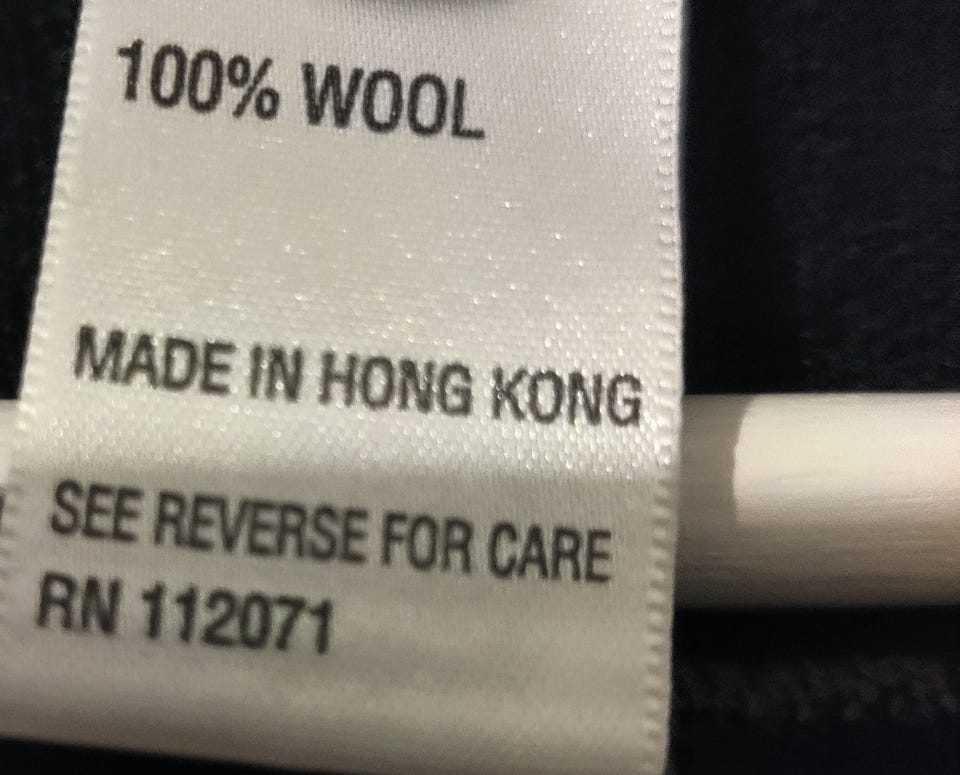 100% WOOL
MADE IN HONG KONG
SEE REVERSE FOR CARE
RN 112071